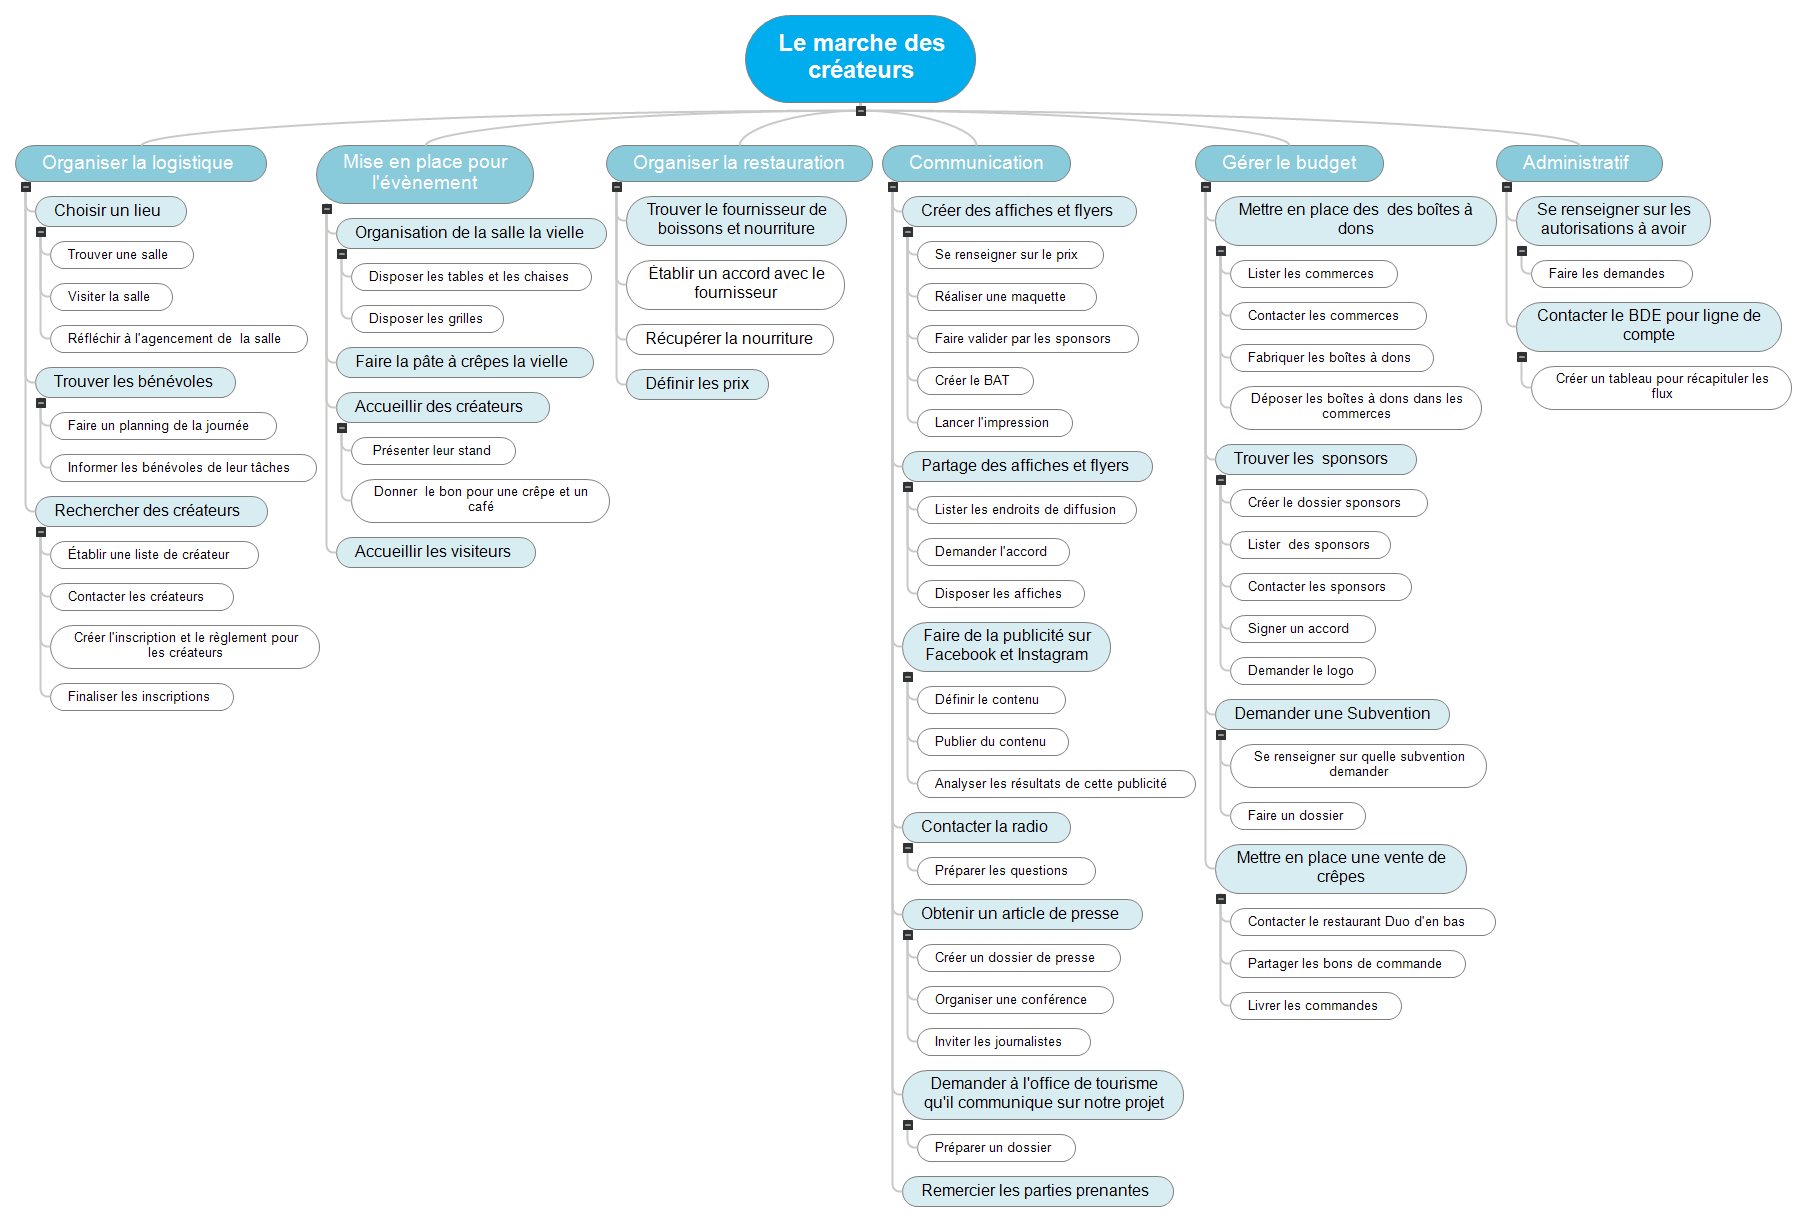 Le marche des
créateurs
Organiser la logistique
Choisir un lieu
Trouver une salle
Visiter la salle
Réfléchir à l'agencement de  la salle
Trouver les bénévoles
Faire un planning de la journée
Informer les bénévoles de leur tâches
Rechercher des créateurs
Établir une liste de créateur
Contacter les créateurs
Créer l'inscription et le règlement pour
les créateurs
Finaliser les inscriptions
Mise en place pour
l'évènement
Organisation de la salle la vielle
Disposer les tables et les chaises
Disposer les grilles
Faire la pâte à crêpes la vielle
Accueillir des créateurs
Présenter leur stand
Donner  le bon pour une crêpe et un
café
Accueillir les visiteurs
Organiser la restauration
Trouver le fournisseur de
boissons et nourriture
Établir un accord avec le
fournisseur
Récupérer la nourriture
Définir les prix
Communication
Créer des affiches et flyers
Se renseigner sur le prix
Réaliser une maquette
Faire valider par les sponsors
Créer le BAT
Lancer l'impression
Partage des affiches et flyers
Lister les endroits de diffusion
Demander l'accord
Disposer les affiches
Faire de la publicité sur
Facebook et Instagram
Définir le contenu
Publier du contenu
Analyser les résultats de cette publicité
Contacter la radio
Préparer les questions
Obtenir un article de presse
Créer un dossier de presse
Organiser une conférence
Inviter les journalistes
Demander à l'office de tourisme
qu'il communique sur notre projet
Préparer un dossier
Remercier les parties prenantes
Gérer le budget
Mettre en place des  des boîtes à
dons
Lister les commerces
Contacter les commerces
Fabriquer les boîtes à dons
Déposer les boîtes à dons dans les
commerces
Trouver les  sponsors
Créer le dossier sponsors
Lister  des sponsors
Contacter les sponsors
Signer un accord
Demander le logo
Demander une Subvention
Se renseigner sur quelle subvention
demander
Faire un dossier
Mettre en place une vente de
crêpes
Contacter le restaurant Duo d'en bas
Partager les bons de commande
Livrer les commandes
Administratif
Se renseigner sur les
autorisations à avoir
Faire les demandes
Contacter le BDE pour ligne de
compte
Créer un tableau pour récapituler les
flux